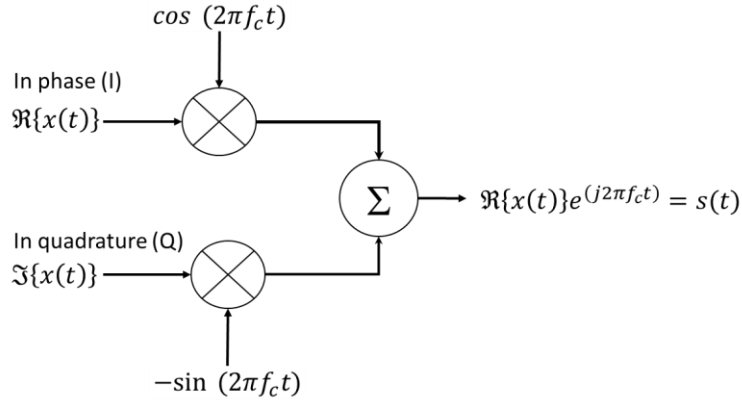 cos (2πf_c t)
In phase (I)
ℜ{x(t)}
Σ
ℜ{x(t)}e^(j2πf_c t) = s(t)
In quadrature (Q)
ℑ{x(t)}
−sin (2πf_c t)